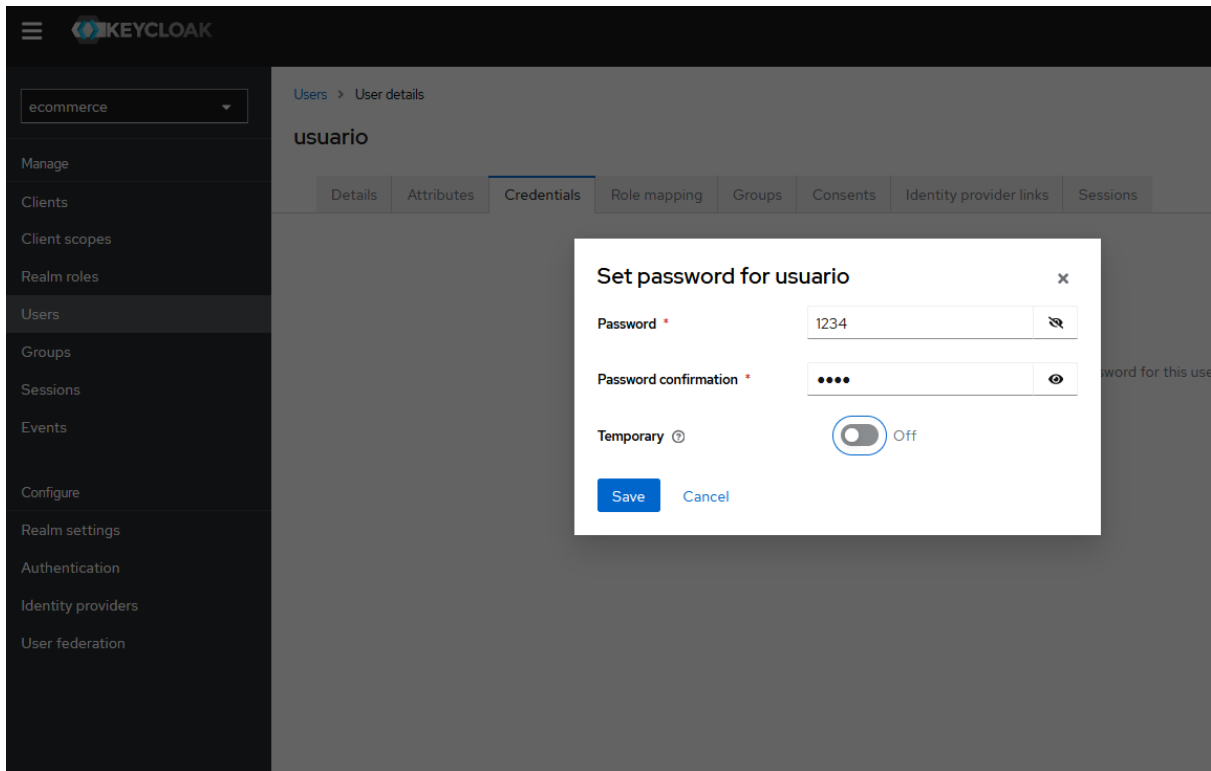 KEYCLOAK
ecommerce
Manage
Clients
Client scopes
Realm roles
Users
Groups
Sessions
Events
Configure
Realm settings
Authentication
Identity providers
User federation
Users > User details
usuario
Details Attributes Credentials Role mapping Groups Consents Identity provider links Sessions
Set password for usuario
Password * 1234
Password confirmation * ••••
Temporary Off
Save Cancel
for this